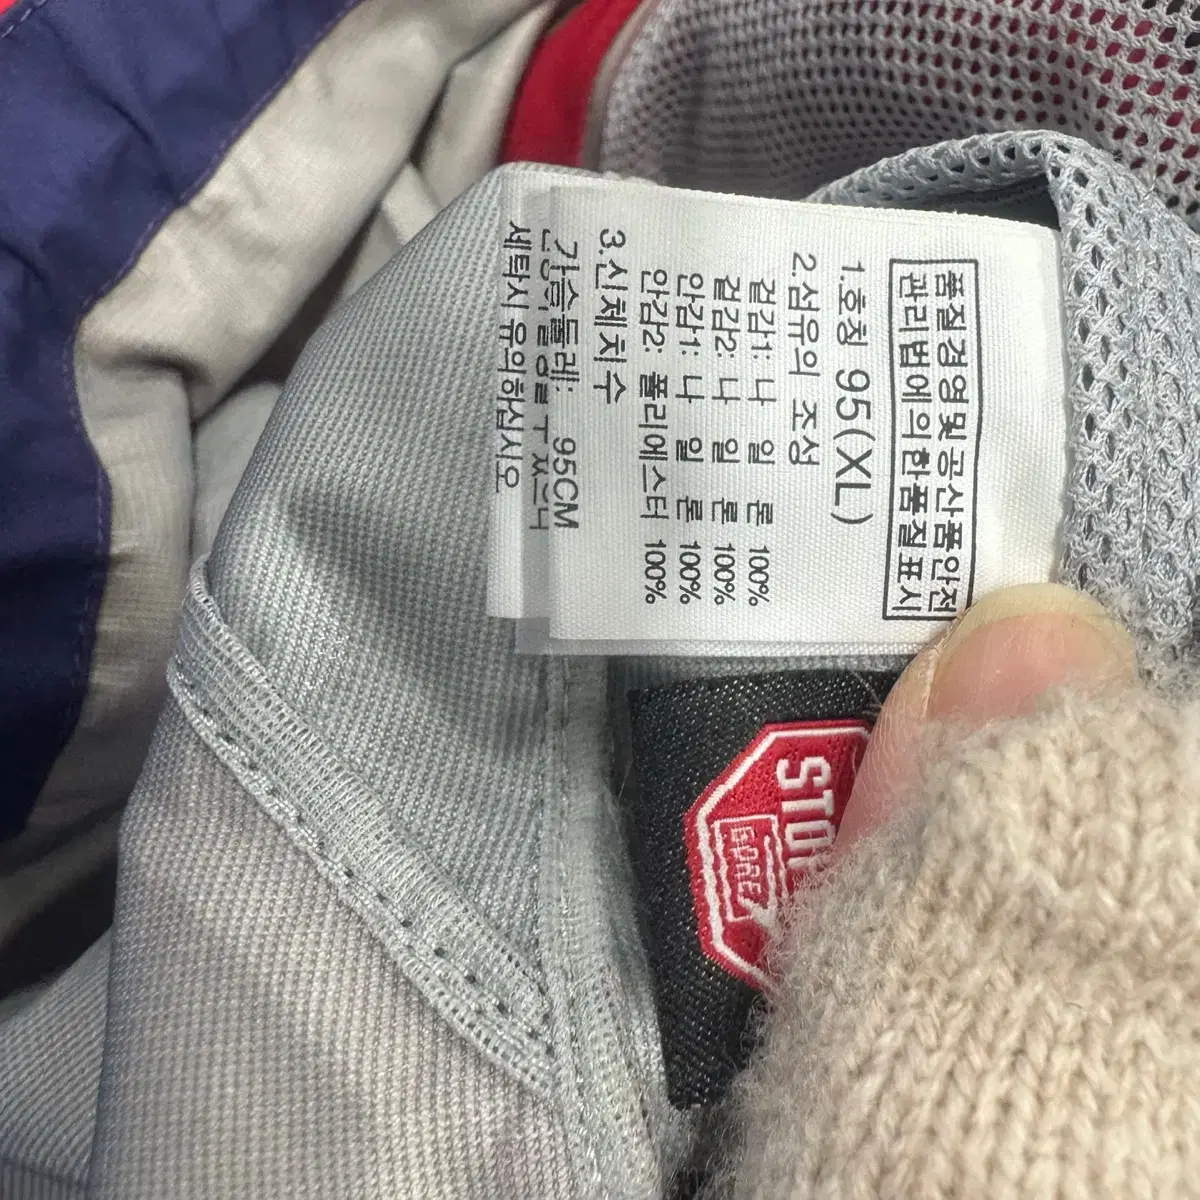 품질경영및공산품안전
관리법에의한품질표시
1.호칭 95(XL)
2.섬유의 조성
겉감1: 나 일 론 100%
겉감2: 나 일 론 100%
안감1: 나 일 론 100%
안감2: 폴리에스터 100%
3.신체치수
가슴둘레: 95CM
세탁시 유의하십시오
GORE